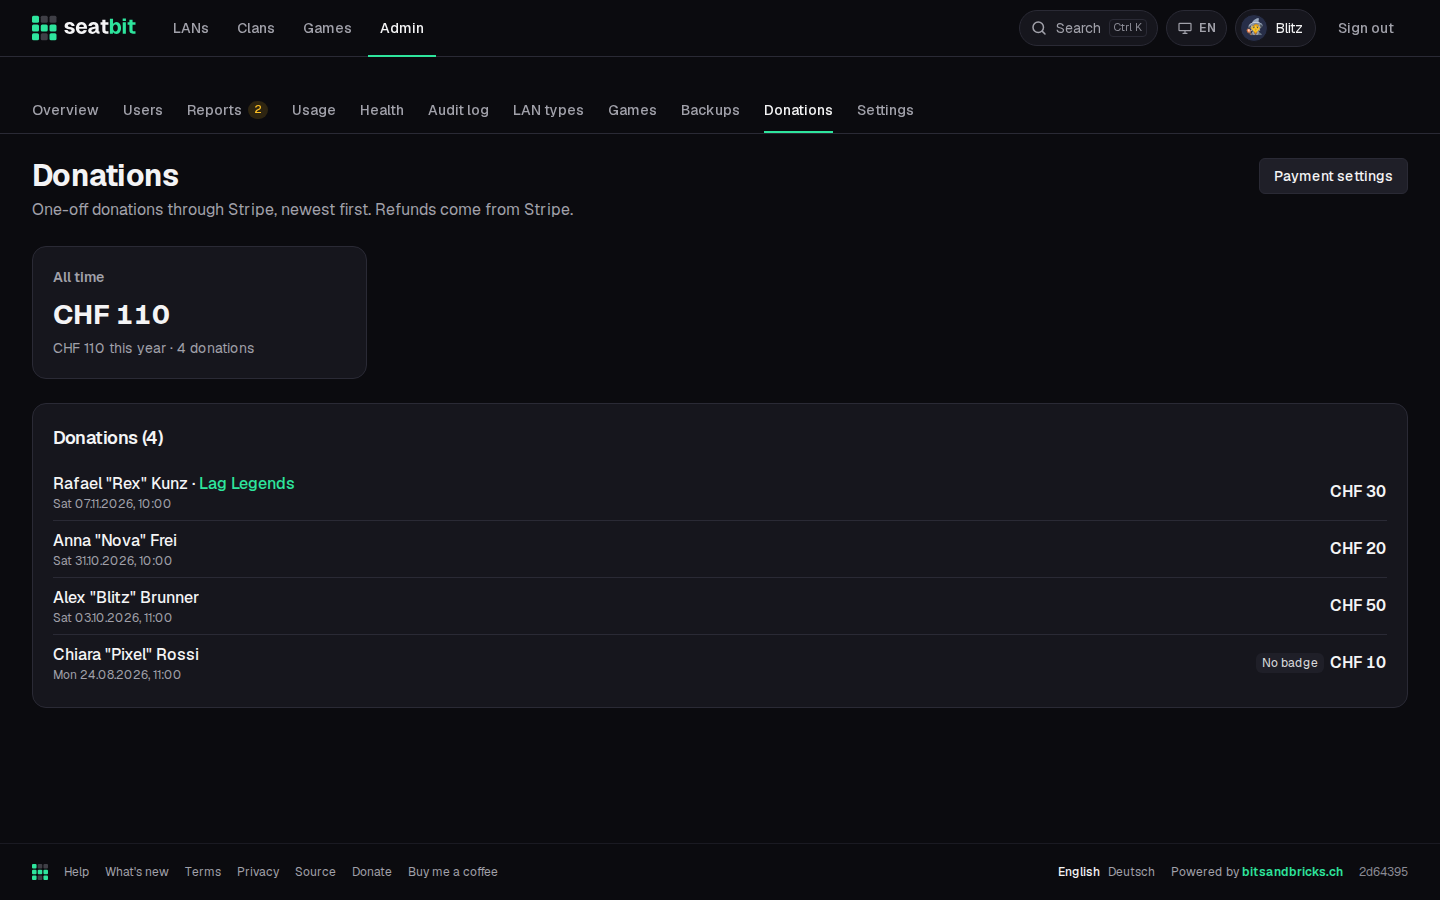 seatbit LANs Clans Games Admin Search Ctrl K EN Blitz Sign out
Overview Users Reports 2 Usage Health Audit log LAN types Games Backups Donations Settings
Donations
Payment settings
One-off donations through Stripe, newest first. Refunds come from Stripe.
All time
CHF 110
CHF 110 this year · 4 donations
Donations (4)
Rafael "Rex" Kunz · Lag Legends
Sat 07.11.2026, 10:00
CHF 30
Anna "Nova" Frei
Sat 31.10.2026, 10:00
CHF 20
Alex "Blitz" Brunner
Sat 03.10.2026, 11:00
CHF 50
Chiara "Pixel" Rossi
Mon 24.08.2026, 11:00
No badge CHF 10
Help What's new Terms Privacy Source Donate Buy me a coffee English Deutsch Powered by bitsandbricks.ch 2d64395